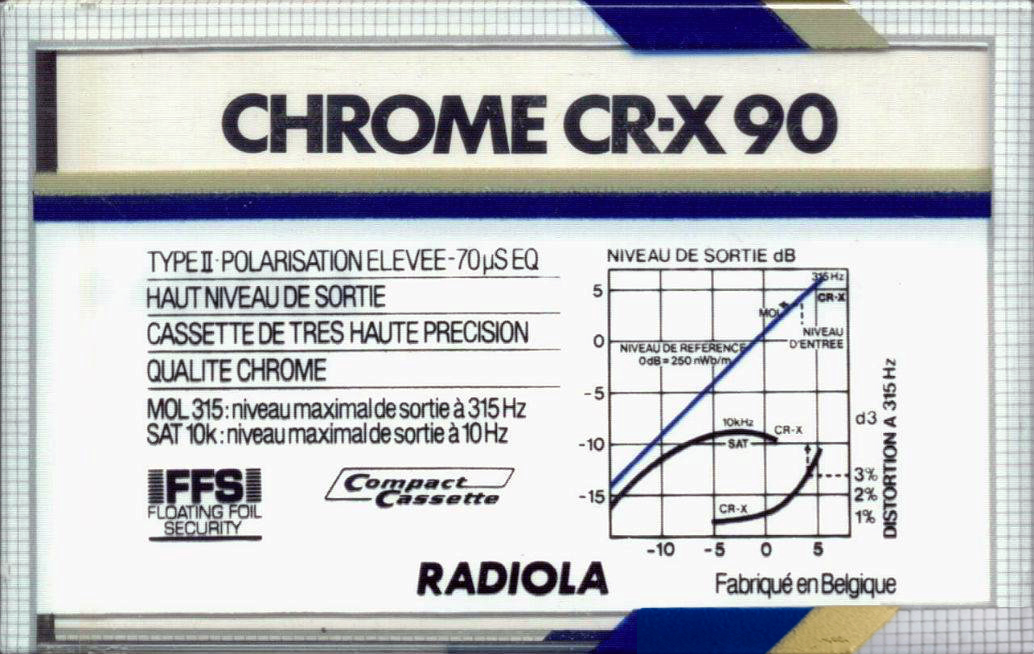 CHROME CR-X 90
TYPE II · POLARISATION ELEVEE - 70 µS EQ
HAUT NIVEAU DE SORTIE
CASSETTE DE TRES HAUTE PRECISION
QUALITE CHROME
MOL 315 : niveau maximal de sortie à 315 Hz
SAT 10k : niveau maximal de sortie à 10 Hz
FFS
FLOATING FOIL
SECURITY
Compact
Cassette
NIVEAU DE SORTIE dB
315 Hz
CR-X
5
MOL
NIVEAU
D'ENTREE
0
NIVEAU DE REFERENCE
0dB = 250 nWb/m
-5
10kHz
CR-X
SAT
-10
-15
CR-X
d3
3%
2%
1%
DISTORTION A 315 Hz
-10 -5 0 5
RADIOLA
Fabriqué en Belgique